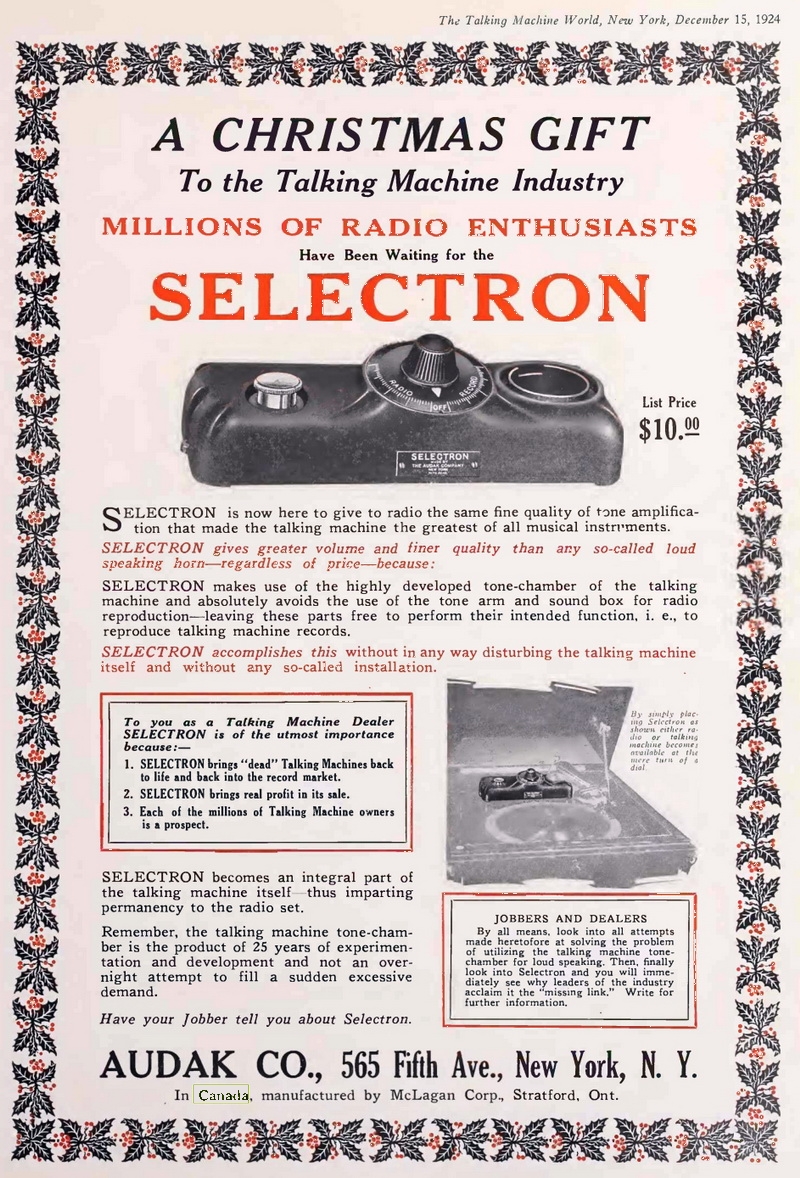 The Talking Machine World, New York, December 15, 1924
A CHRISTMAS GIFT
To the Talking Machine Industry
MILLIONS OF RADIO ENTHUSIASTS
Have Been Waiting for the
SELECTRON
RADIO
OFF
RECORD
List Price
$10.00
SELECTRON
MADE BY
THE AUDAK COMPANY
NEW YORK
SELECTRON is now here to give to radio the same fine quality of tone amplifica-
tion that made the talking machine the greatest of all musical instruments.
SELECTRON gives greater volume and finer quality than any so-called loud
speaking horn—regardless of price—because:
SELECTRON makes use of the highly developed tone-chamber of the talking
machine and absolutely avoids the use of the tone arm and sound box for radio
reproduction—leaving these parts free to perform their intended function, i. e., to
reproduce talking machine records.
SELECTRON accomplishes this without in any way disturbing the talking machine
itself and without any so-called installation.
To you as a Talking Machine Dealer
SELECTRON is of the utmost importance
because:—
1. SELECTRON brings "dead" Talking Machines back
to life and back into the record market.
2. SELECTRON brings real profit in its sale.
3. Each of the millions of Talking Machine owners
is a prospect.
By simply plac-
ing Selectron as
shown either ra-
dio or talking
machine becomes
available at the
mere turn of a
dial.
SELECTRON becomes an integral part of
the talking machine itself—thus imparting
permanency to the radio set.
Remember, the talking machine tone-cham-
ber is the product of 25 years of experimen-
tation and development and not an over-
night attempt to fill a sudden excessive
demand.
Have your Jobber tell you about Selectron.
JOBBERS AND DEALERS
By all means, look into all attempts
made heretofore at solving the problem
of utilizing the talking machine tone-
chamber for loud speaking. Then, finally
look into Selectron and you will imme-
diately see why leaders of the industry
acclaim it the "missing link." Write for
further information.
AUDAK CO., 565 Fifth Ave., New York, N. Y.
In Canada, manufactured by McLagan Corp., Stratford, Ont.